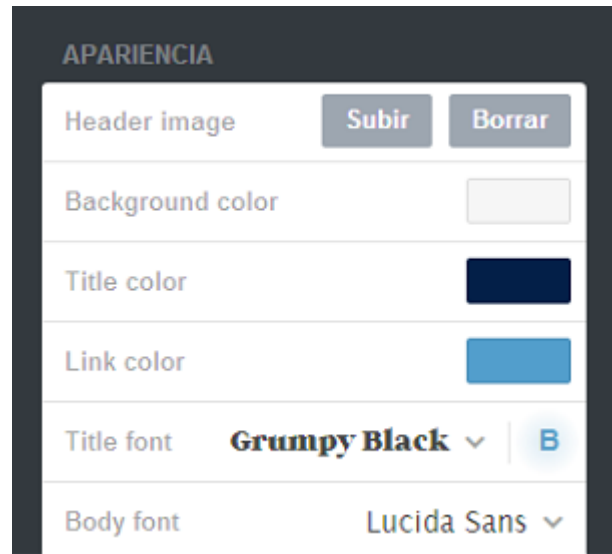 APARIENCIA
Header image Subir Borrar
Background color
Title color
Link color
Title font Grumpy Black B
Body font Lucida Sans